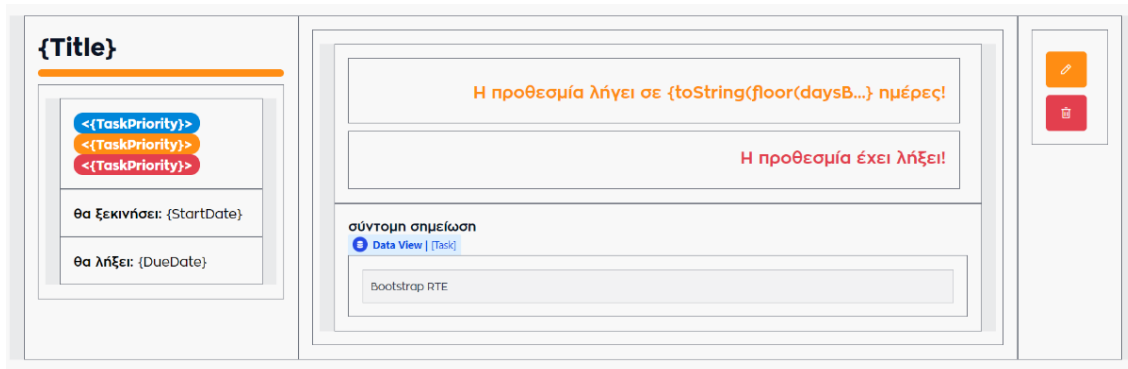 {Title}
<{TaskPriority}>
<{TaskPriority}>
<{TaskPriority}>
θα ξεκινήσει: {StartDate}
θα λήξει: {DueDate}
Η προθεσμία λήγει σε {toString(floor(daysB...} ημέρες!
Η προθεσμία έχει λήξει!
σύντομη σημείωση
Data View | [Task]
Bootstrap RTE